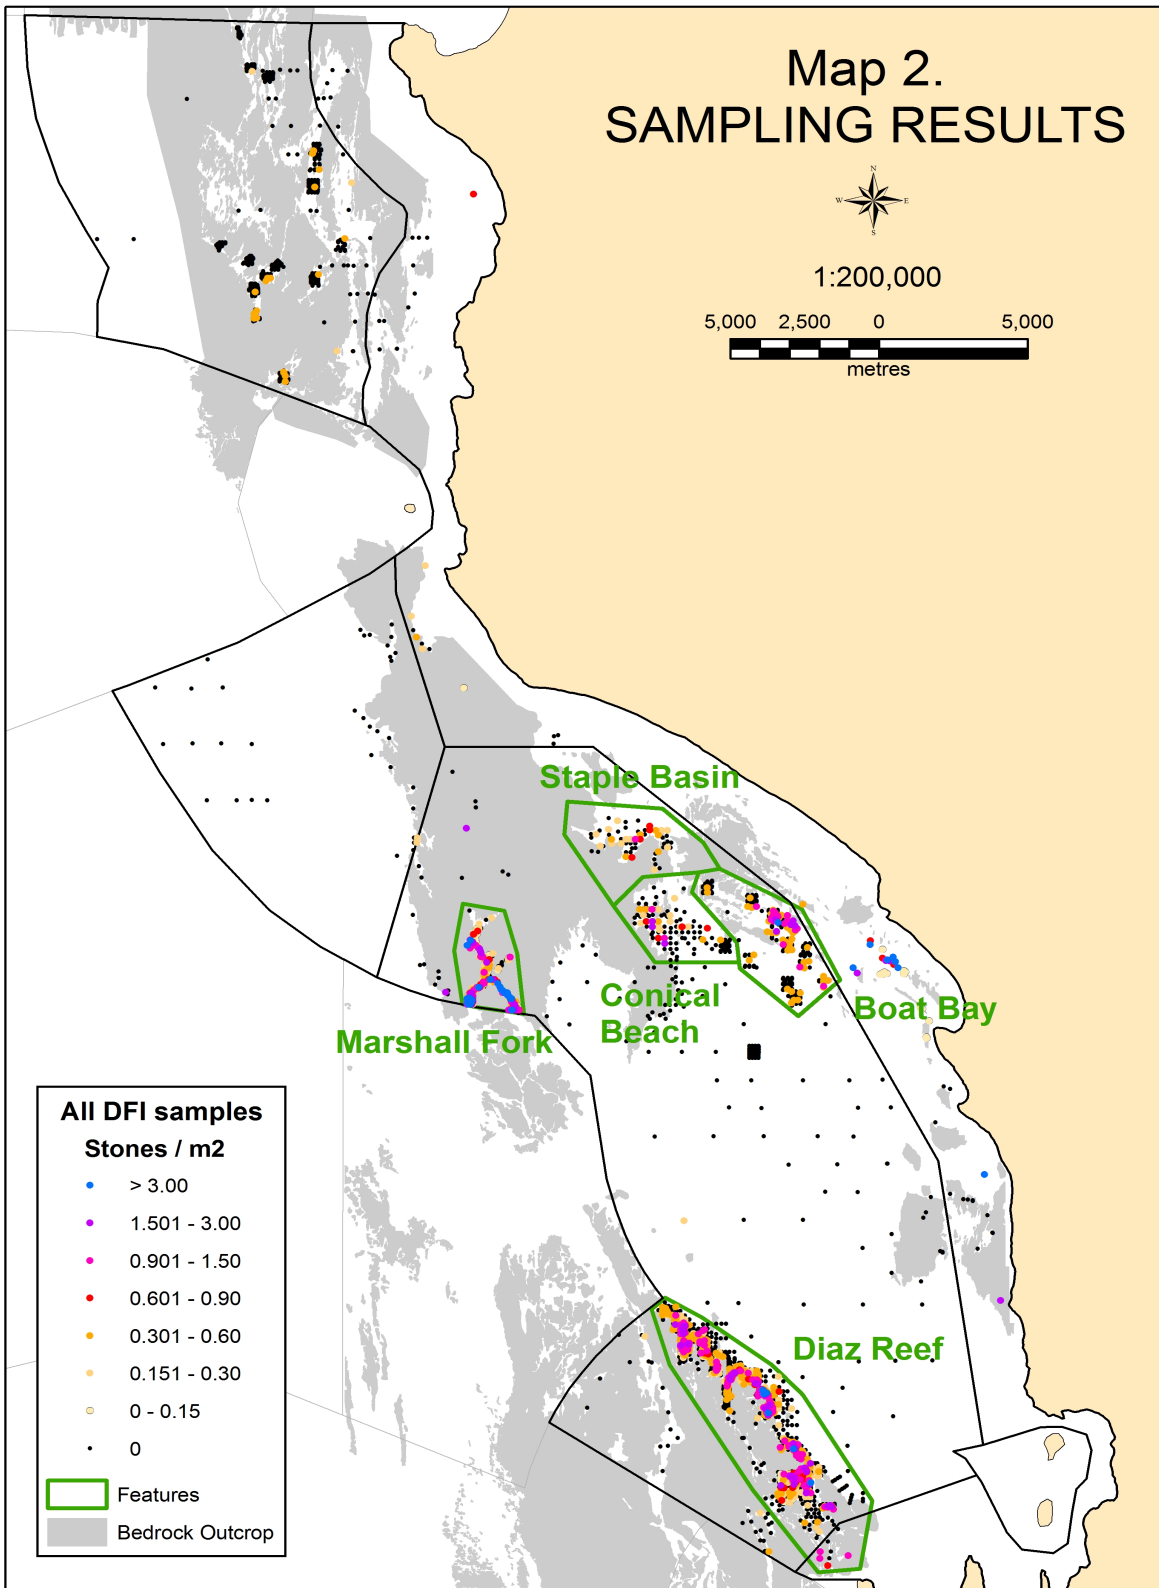 Map 2.
SAMPLING RESULTS
N
W E
S
1:200,000
5,000 2,500 0 5,000
metres
Staple Basin
Conical
Beach
Boat Bay
Marshall Fork
Diaz Reef
All DFI samples
Stones / m2
> 3.00
1.501 - 3.00
0.901 - 1.50
0.601 - 0.90
0.301 - 0.60
0.151 - 0.30
0 - 0.15
0
Features
Bedrock Outcrop